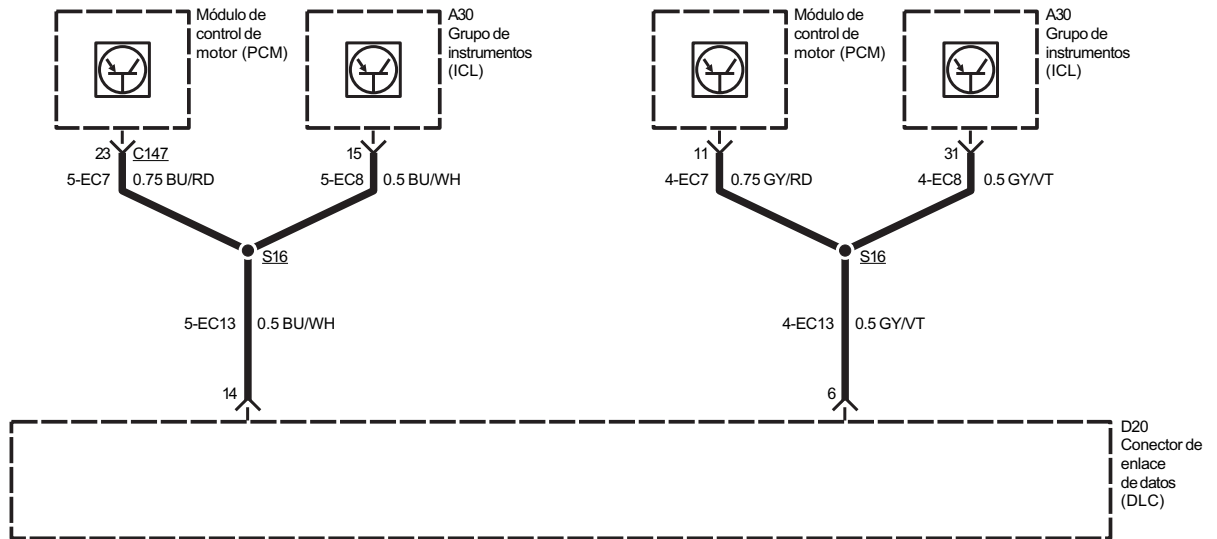 Módulo de
control de
motor (PCM)
A30
Grupo de
instrumentos
(ICL)
Módulo de
control de
motor (PCM)
A30
Grupo de
instrumentos
(ICL)
23 C147
15
11
31
5-EC7 0.75 BU/RD
5-EC8 0.5 BU/WH
4-EC7 0.75 GY/RD
4-EC8 0.5 GY/VT
S16
S16
5-EC13 0.5 BU/WH
4-EC13 0.5 GY/VT
14
6
D20
Conector de
enlace
de datos
(DLC)